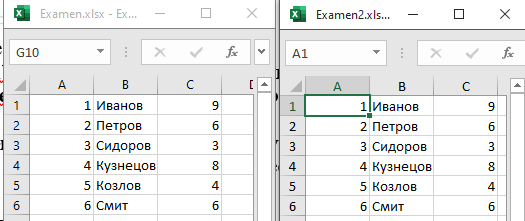 Examen.xlsx - Ex... Examen2.xls...
G10 fx A1 fx
A B C A B C
1 1 Иванов 9 1 1 Иванов 9
2 2 Петров 6 2 2 Петров 6
3 3 Сидоров 3 3 3 Сидоров 3
4 4 Кузнецов 8 4 4 Кузнецов 8
5 5 Козлов 4 5 5 Козлов 4
6 6 Смит 6 6 6 Смит 6